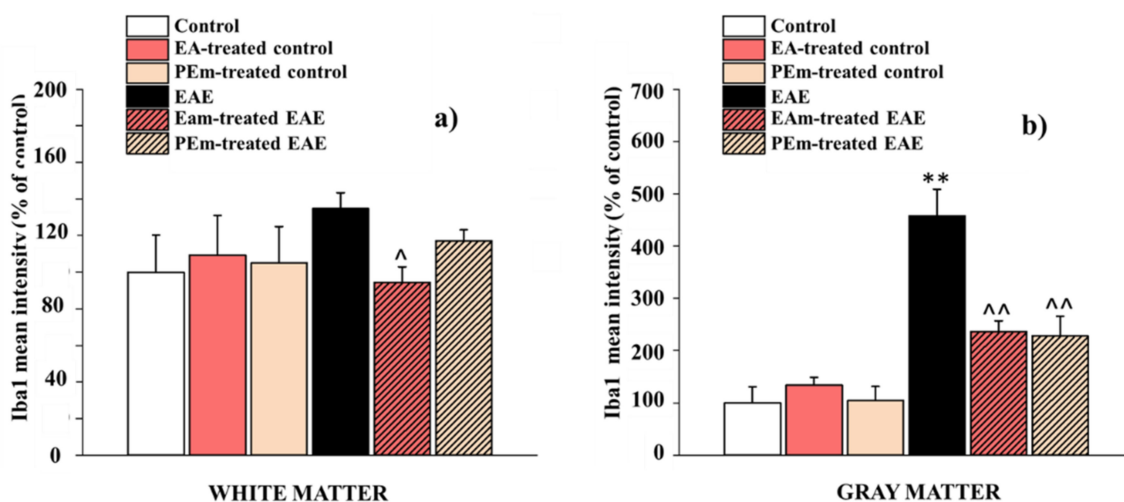 Control
EA-treated control
PEm-treated control
EAE
Eam-treated EAE
PEm-treated EAE
a)
Iba1 mean intensity (% of control)
200
160
120
80
40
0
^
WHITE MATTER
Control
EA-treated control
PEm-treated control
EAE
EAm-treated EAE
PEm-treated EAE
b)
Iba1 mean intensity (% of control)
700
600
500
400
300
200
100
0
**
^^
^^
GRAY MATTER